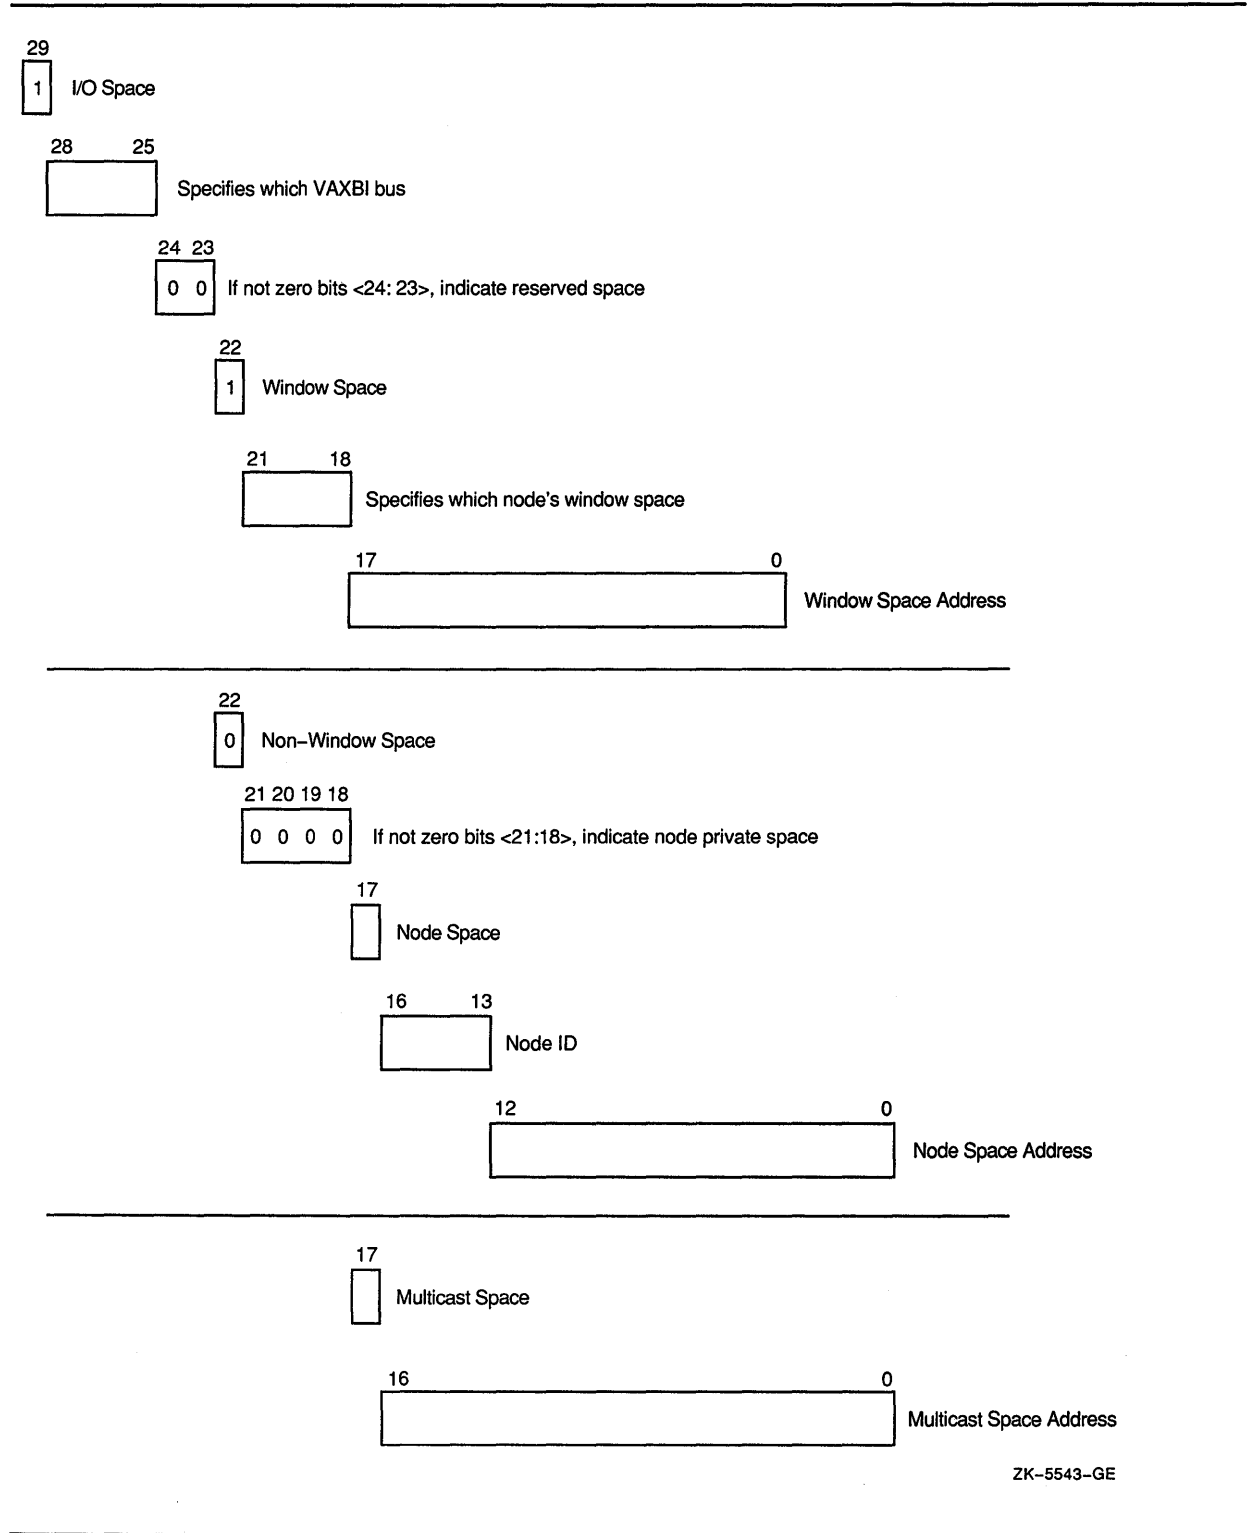 29
1 I/O Space
28 25
Specifies which VAXBI bus
24 23
0 0 If not zero bits <24: 23>, indicate reserved space
22
1 Window Space
21 18
Specifies which node's window space
17 0
Window Space Address
22
0 Non-Window Space
21 20 19 18
0 0 0 0 If not zero bits <21:18>, indicate node private space
17
Node Space
16 13
Node ID
12 0
Node Space Address
17
Multicast Space
16 0
Multicast Space Address
ZK-5543-GE